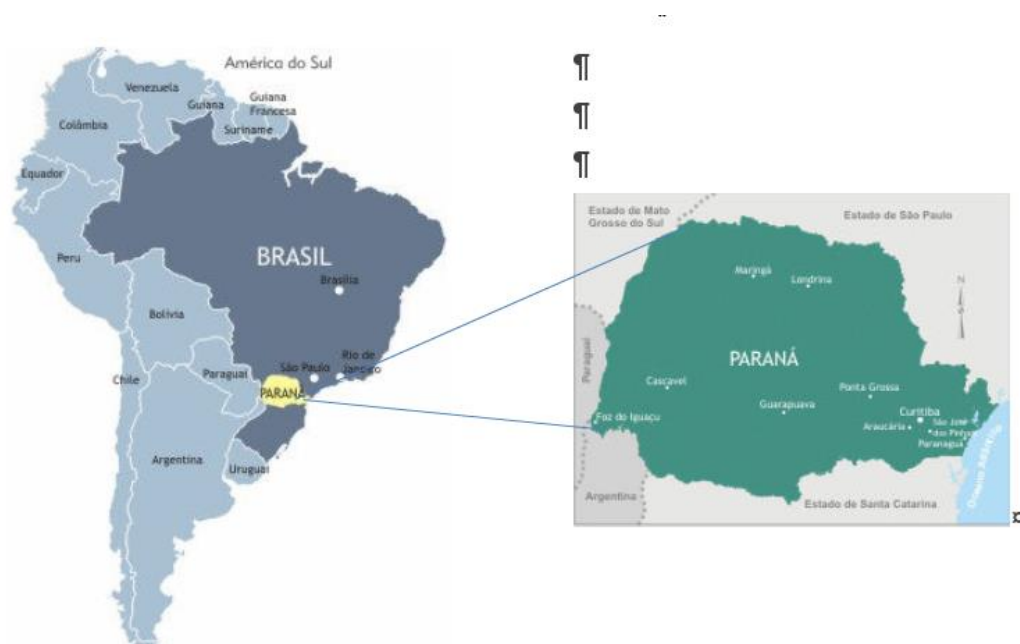 América do Sul
Venezuela
Guiana
Guiana
Francesa
Suriname
Colômbia
Equador
Peru
BRASIL
Brasília
Bolívia
Paraguai
Chile
São Paulo
Rio de
Janeiro
PARANÁ
Argentina
Uruguai
¶
¶
¶
Estado de Mato
Grosso do Sul
Estado de São Paulo
N
S
Maringá
Londrina
Paraguai
PARANÁ
Cascavel
Ponta Grossa
Guarapuava
Foz do Iguaçu
Curitiba
Araucária
São José
dos Pinhais
Paranaguá
Argentina
Estado de Santa Catarina
Oceano Atlântico
¤